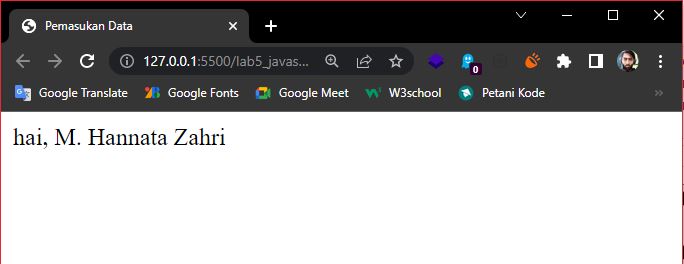 Pemasukan Data
127.0.0.1:5500/lab5_javas...
0
Google Translate Google Fonts Google Meet W3school Petani Kode
hai, M. Hannata Zahri